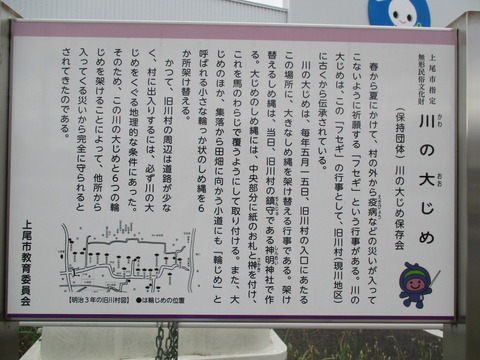 上尾市指定
無形民俗文化財
川の大じめ
かわ
おお
(保持団体)川の大じめ保存会
春から夏にかけて、村の外から疫病などの災いが入って
こないように祈願する「フセギ」という行事がある。川の
大じめは、この「フセギ」の行事として、旧川村(現川地区)
に古くから伝承されている。
川の大じめは、毎年五月一五日、旧川村の入口にあたる
この場所に、大きなしめ縄を架け替える行事である。架け
替えるしめ縄は、当日、旧川村の鎮守である神明神社で作
る。大じめのしめ縄には、中央部分に紙のお札と榊を付け、
これを馬のわらじで覆うようにして取り付ける。また、大
じめのほか、集落から田畑に向かう小道にも「輪じめ」と
呼ばれる小さな輪っか状のしめ縄を6
か所架け替える。
かつて、旧川村の周辺は道路が少な
く、村に出入りするには、必ず川の大
じめをくぐる地理的な条件にあった。
そのため、この川の大じめと6つの輪
じめを架けることによって、他所から
入ってくる災いから完全に守られると
されてきたのである。
【明治3年の旧川村図】 ●は輪じめの位置
上尾市教育委員会